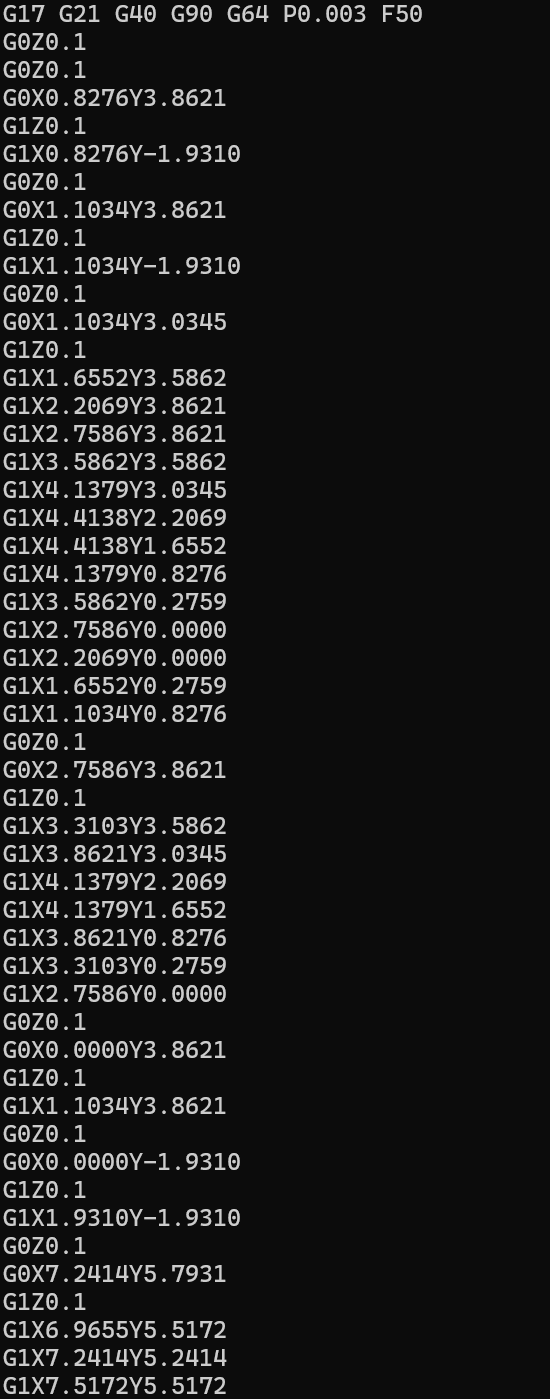 G17 G21 G40 G90 G64 P0.003 F50
G0Z0.1
G0Z0.1
G0X0.8276Y3.8621
G1Z0.1
G1X0.8276Y-1.9310
G0Z0.1
G0X1.1034Y3.8621
G1Z0.1
G1X1.1034Y-1.9310
G0Z0.1
G0X1.1034Y3.0345
G1Z0.1
G1X1.6552Y3.5862
G1X2.2069Y3.8621
G1X2.7586Y3.8621
G1X3.5862Y3.5862
G1X4.1379Y3.0345
G1X4.4138Y2.2069
G1X4.4138Y1.6552
G1X4.1379Y0.8276
G1X3.5862Y0.2759
G1X2.7586Y0.0000
G1X2.2069Y0.0000
G1X1.6552Y0.2759
G1X1.1034Y0.8276
G0Z0.1
G0X2.7586Y3.8621
G1Z0.1
G1X3.3103Y3.5862
G1X3.8621Y3.0345
G1X4.1379Y2.2069
G1X4.1379Y1.6552
G1X3.8621Y0.8276
G1X3.3103Y0.2759
G1X2.7586Y0.0000
G0Z0.1
G0X0.0000Y3.8621
G1Z0.1
G1X1.1034Y3.8621
G0Z0.1
G0X0.0000Y-1.9310
G1Z0.1
G1X1.9310Y-1.9310
G0Z0.1
G0X7.2414Y5.7931
G1Z0.1
G1X6.9655Y5.5172
G1X7.2414Y5.2414
G1X7.5172Y5.5172